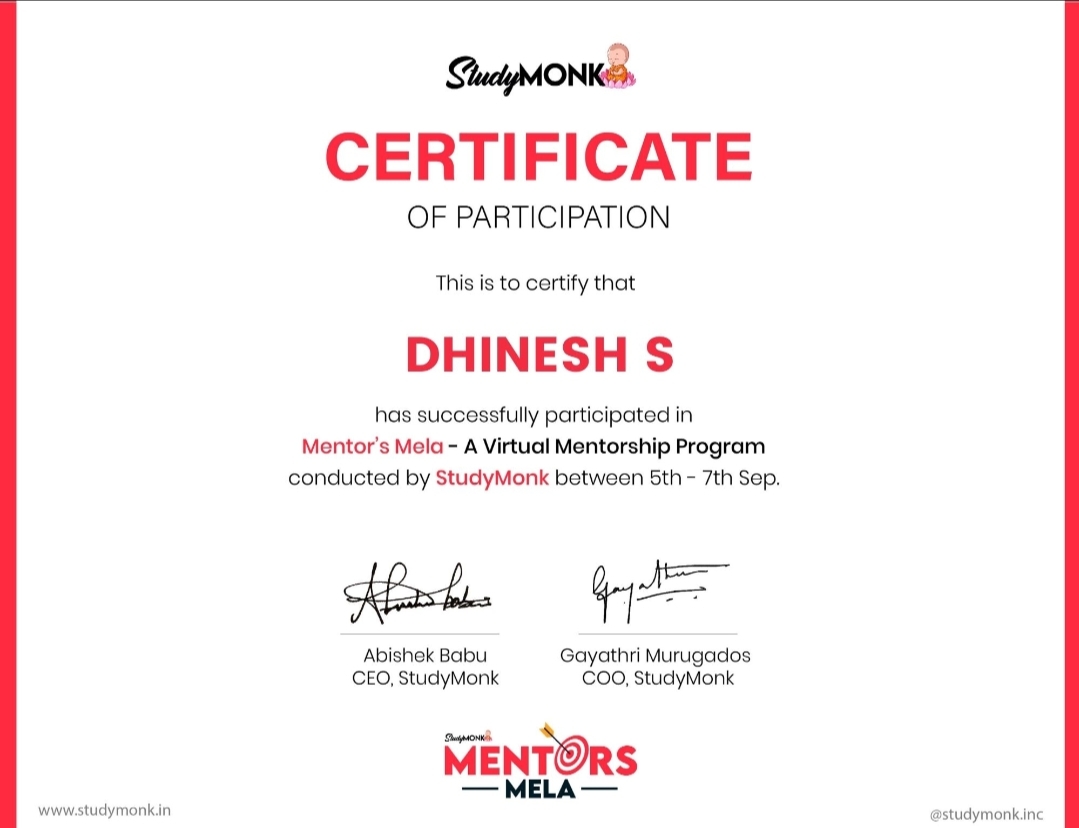 StudyMONK
CERTIFICATE
OF PARTICIPATION
This is to certify that
DHINESH S
has successfully participated in
Mentor's Mela - A Virtual Mentorship Program
conducted by StudyMonk between 5th - 7th Sep.
Abishek Babu
CEO, StudyMonk
Gayathri Murugados
COO, StudyMonk
StudyMONK
MENTORS
MELA
www.studymonk.in
@studymonk.inc